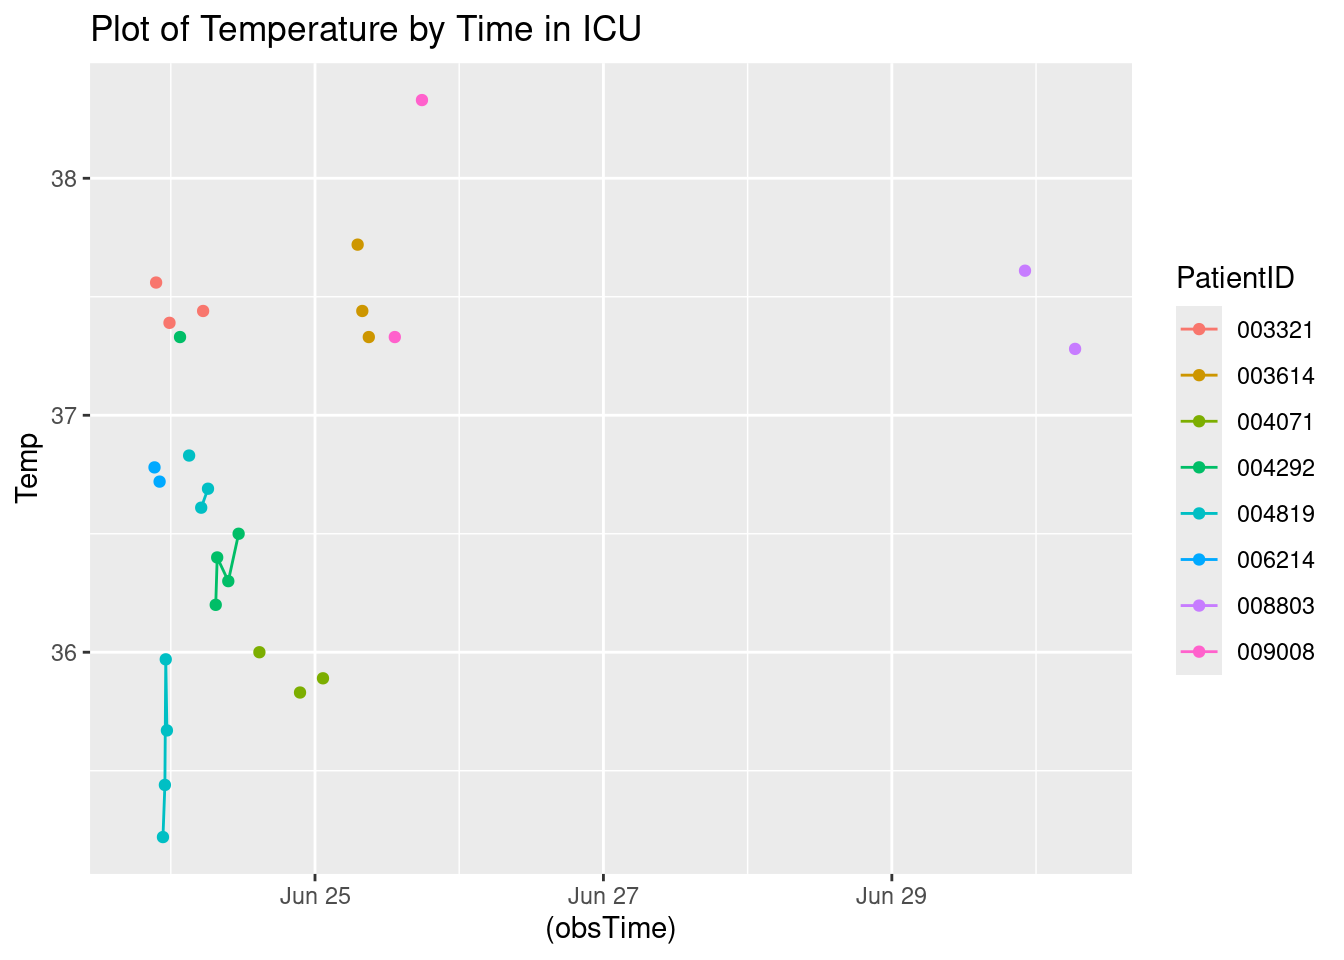 Plot of Temperature by Time in ICU
38
37
36
Temp
Jun 25
Jun 27
Jun 29
(obsTime)
PatientID
003321
003614
004071
004292
004819
006214
008803
009008